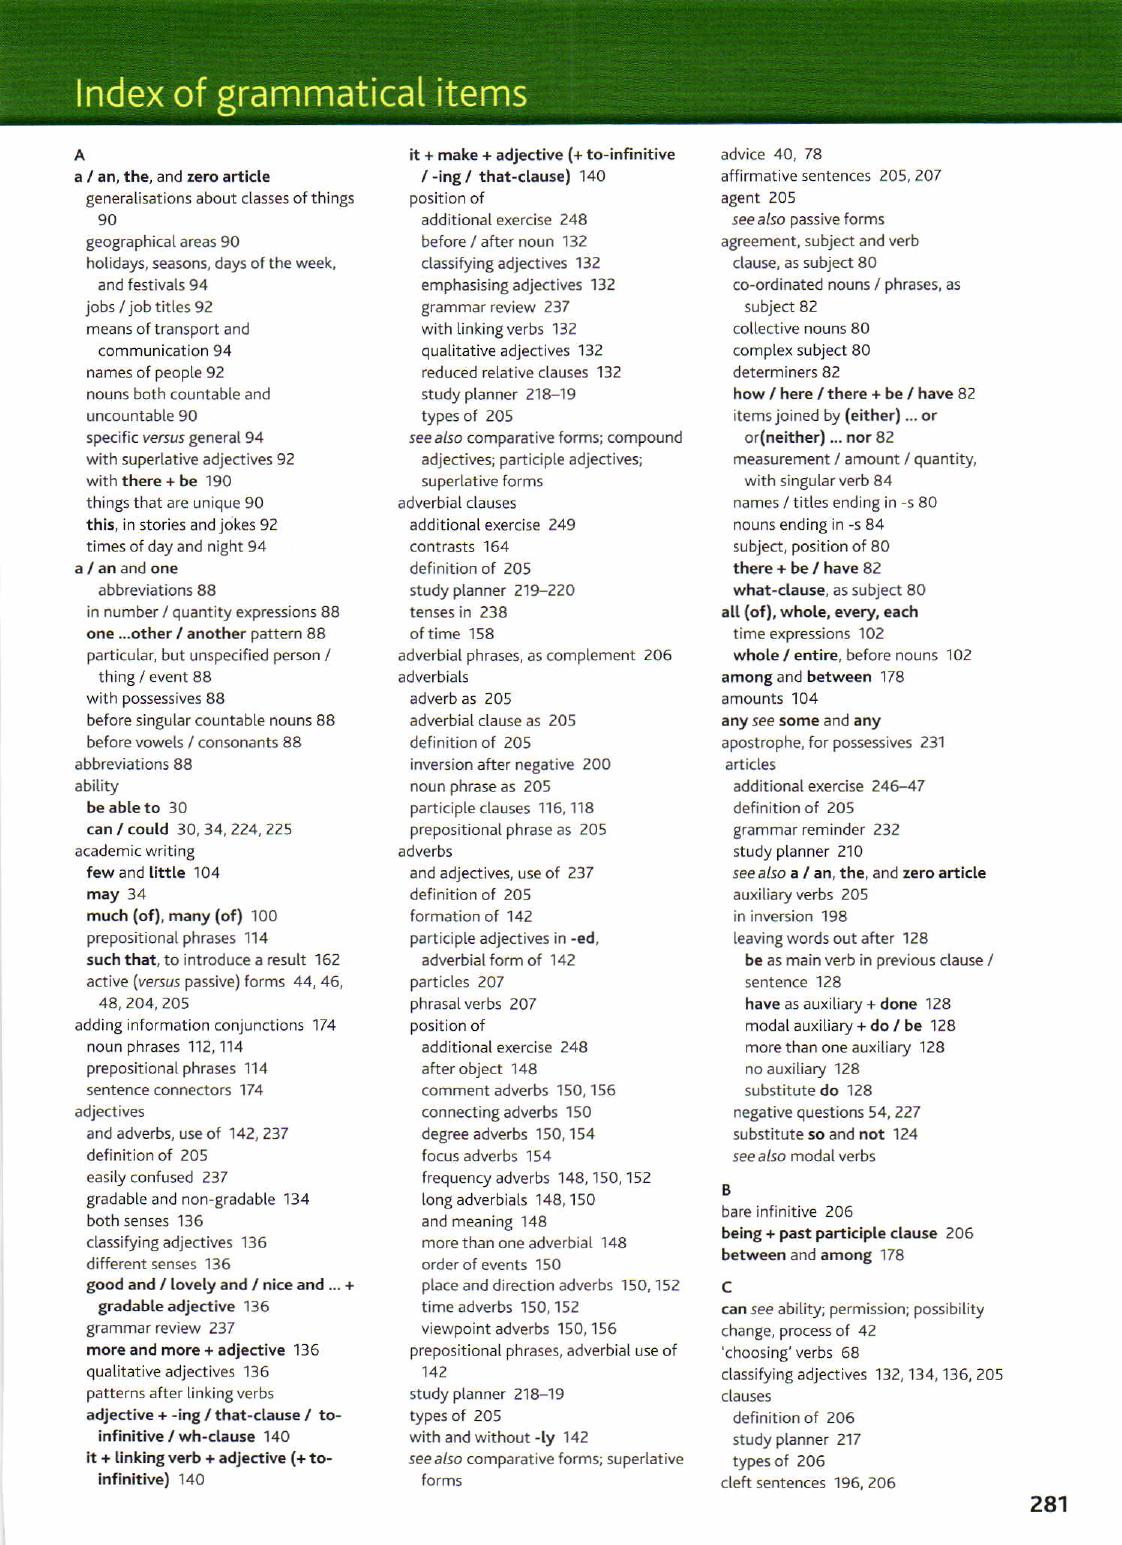 Index of grammatical items
A
a / an, the, and zero article
generalisations about classes of things
90
geographical areas 90
holidays, seasons, days of the week,
and festivals 94
jobs / job titles 92
means of transport and
communication 94
names of people 92
nouns both countable and
uncountable 90
specific versus general 94
with superlative adjectives 92
with there + be 190
things that are unique 90
this, in stories and jokes 92
times of day and night 94
a / an and one
abbreviations 88
in number / quantity expressions 88
one ...other / another pattern 88
particular, but unspecified person /
thing / event 88
with possessives 88
before singular countable nouns 88
before vowels / consonants 88
abbreviations 88
ability
be able to 30
can / could 30, 34, 224, 225
academic writing
few and little 104
may 34
much (of), many (of) 100
prepositional phrases 114
such that, to introduce a result 162
active (versus passive) forms 44, 46,
48, 204, 205
adding information conjunctions 174
noun phrases 112, 114
prepositional phrases 114
sentence connectors 174
adjectives
and adverbs, use of 142, 237
definition of 205
easily confused 237
gradable and non-gradable 134
both senses 136
classifying adjectives 136
different senses 136
good and / lovely and / nice and ... +
gradable adjective 136
grammar review 237
more and more + adjective 136
qualitative adjectives 136
patterns after linking verbs
adjective + -ing / that-clause / to-
infinitive / wh-clause 140
it + linking verb + adjective (+ to-
infinitive) 140
it + make + adjective (+ to-infinitive
/ -ing / that-clause) 140
position of
additional exercise 248
before / after noun 132
classifying adjectives 132
emphasising adjectives 132
grammar review 237
with linking verbs 132
qualitative adjectives 132
reduced relative clauses 132
study planner 218–19
types of 205
see also comparative forms; compound
adjectives; participle adjectives;
superlative forms
adverbial clauses
additional exercise 249
contrasts 164
definition of 205
study planner 219–220
tenses in 238
of time 158
adverbial phrases, as complement 206
adverbials
adverb as 205
adverbial clause as 205
definition of 205
inversion after negative 200
noun phrase as 205
participle clauses 116, 118
prepositional phrase as 205
adverbs
and adjectives, use of 237
definition of 205
formation of 142
participle adjectives in -ed,
adverbial form of 142
particles 207
phrasal verbs 207
position of
additional exercise 248
after object 148
comment adverbs 150, 156
connecting adverbs 150
degree adverbs 150, 154
focus adverbs 154
frequency adverbs 148, 150, 152
long adverbials 148, 150
and meaning 148
more than one adverbial 148
order of events 150
place and direction adverbs 150, 152
time adverbs 150, 152
viewpoint adverbs 150, 156
prepositional phrases, adverbial use of
142
study planner 218–19
types of 205
with and without -ly 142
see also comparative forms; superlative
forms
advice 40, 78
affirmative sentences 205, 207
agent 205
see also passive forms
agreement, subject and verb
clause, as subject 80
co-ordinated nouns / phrases, as
subject 82
collective nouns 80
complex subject 80
determiners 82
how / here / there + be / have 82
items joined by (either) ... or
or(neither) ... nor 82
measurement / amount / quantity,
with singular verb 84
names / titles ending in -s 80
nouns ending in -s 84
subject, position of 80
there + be / have 82
what-clause, as subject 80
all (of), whole, every, each
time expressions 102
whole / entire, before nouns 102
among and between 178
amounts 104
any see some and any
apostrophe, for possessives 231
articles
additional exercise 246–47
definition of 205
grammar reminder 232
study planner 210
see also a / an, the, and zero article
auxiliary verbs 205
in inversion 198
leaving words out after 128
be as main verb in previous clause /
sentence 128
have as auxiliary + done 128
modal auxiliary + do / be 128
more than one auxiliary 128
no auxiliary 128
substitute do 128
negative questions 54, 227
substitute so and not 124
see also modal verbs
B
bare infinitive 206
being + past participle clause 206
between and among 178
C
can see ability; permission; possibility
change, process of 42
'choosing' verbs 68
classifying adjectives 132, 134, 136, 205
clauses
definition of 206
study planner 217
types of 206
cleft sentences 196, 206
281